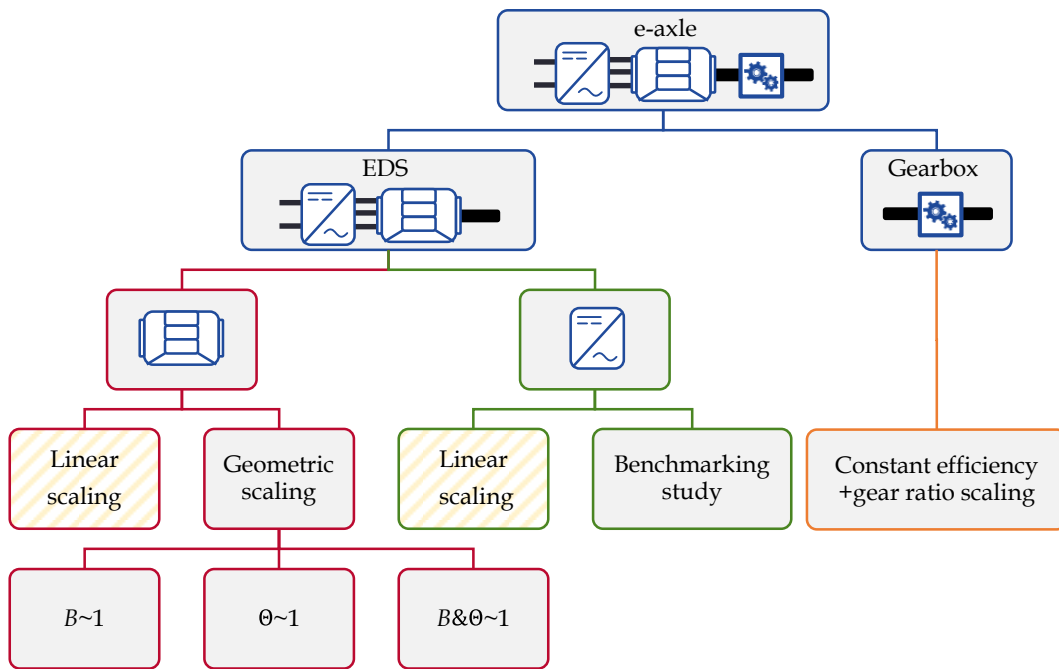 e-axle
EDS
Gearbox
Linear
scaling
Geometric
scaling
Linear
scaling
Benchmarking
study
Constant efficiency
+gear ratio scaling
B~1
Θ~1
B&Θ~1